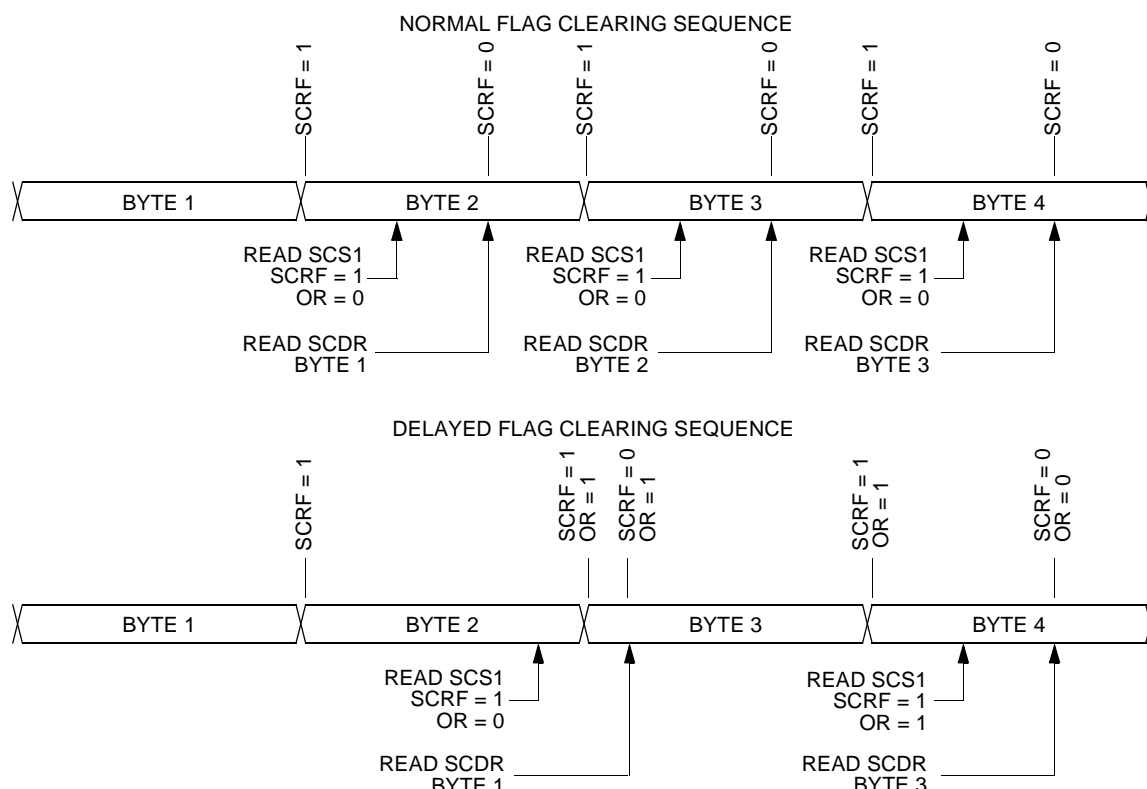 NORMAL FLAG CLEARING SEQUENCE
SCRF = 1
SCRF = 0
SCRF = 1
SCRF = 0
SCRF = 1
SCRF = 0
BYTE 1
BYTE 2
BYTE 3
BYTE 4
READ SCS1
SCRF = 1
OR = 0
READ SCS1
SCRF = 1
OR = 0
READ SCS1
SCRF = 1
OR = 0
READ SCDR
BYTE 1
READ SCDR
BYTE 2
READ SCDR
BYTE 3
DELAYED FLAG CLEARING SEQUENCE
SCRF = 1
SCRF = 1
OR = 1
SCRF = 0
OR = 1
SCRF = 1
OR = 1
SCRF = 0
OR = 0
BYTE 1
BYTE 2
BYTE 3
BYTE 4
READ SCS1
SCRF = 1
OR = 0
READ SCS1
SCRF = 1
OR = 1
READ SCDR
BYTE 1
READ SCDR
BYTE 3